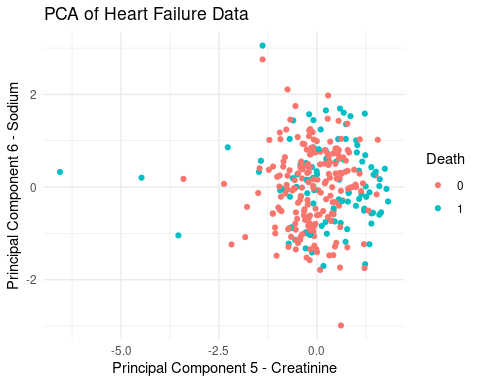 PCA of Heart Failure Data
Principal Component 6 - Sodium
2
0
-2
-5.0
-2.5
0.0
Principal Component 5 - Creatinine
Death
0
1